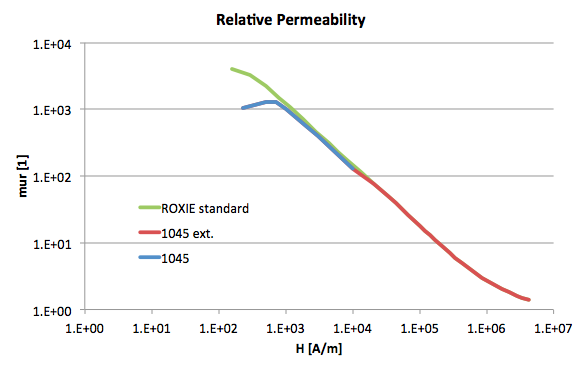 Relative Permeability
1.E+04
1.E+03
1.E+02
1.E+01
1.E+00
mur [1]
ROXIE standard
1045 ext.
1045
1.E+00 1.E+01 1.E+02 1.E+03 1.E+04 1.E+05 1.E+06 1.E+07
H [A/m]